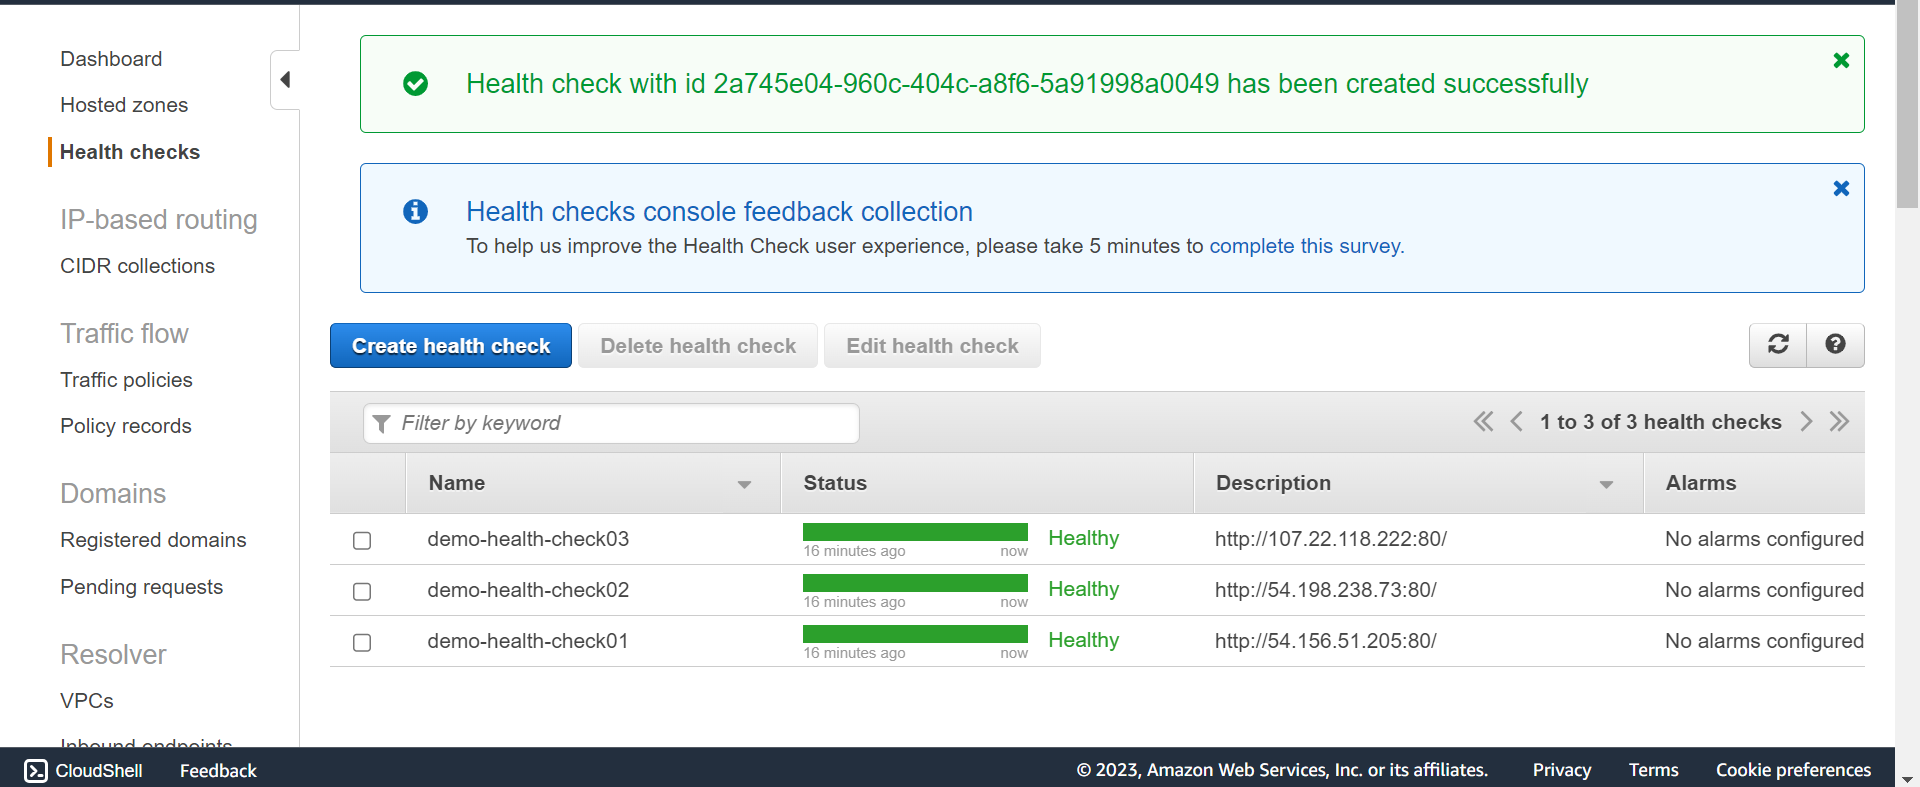 Dashboard
Hosted zones
Health checks
IP-based routing
CIDR collections
Traffic flow
Traffic policies
Policy records
Domains
Registered domains
Pending requests
Resolver
VPCs
Inbound endpoints
Health check with id 2a745e04-960c-404c-a8f6-5a91998a0049 has been created successfully
Health checks console feedback collection
To help us improve the Health Check user experience, please take 5 minutes to complete this survey.
Create health check Delete health check Edit health check
Filter by keyword 1 to 3 of 3 health checks
Name Status Description Alarms
demo-health-check03 Healthy http://107.22.118.222:80/ No alarms configured
16 minutes ago now
demo-health-check02 Healthy http://54.198.238.73:80/ No alarms configured
16 minutes ago now
demo-health-check01 Healthy http://54.156.51.205:80/ No alarms configured
16 minutes ago now
CloudShell Feedback © 2023, Amazon Web Services, Inc. or its affiliates. Privacy Terms Cookie preferences